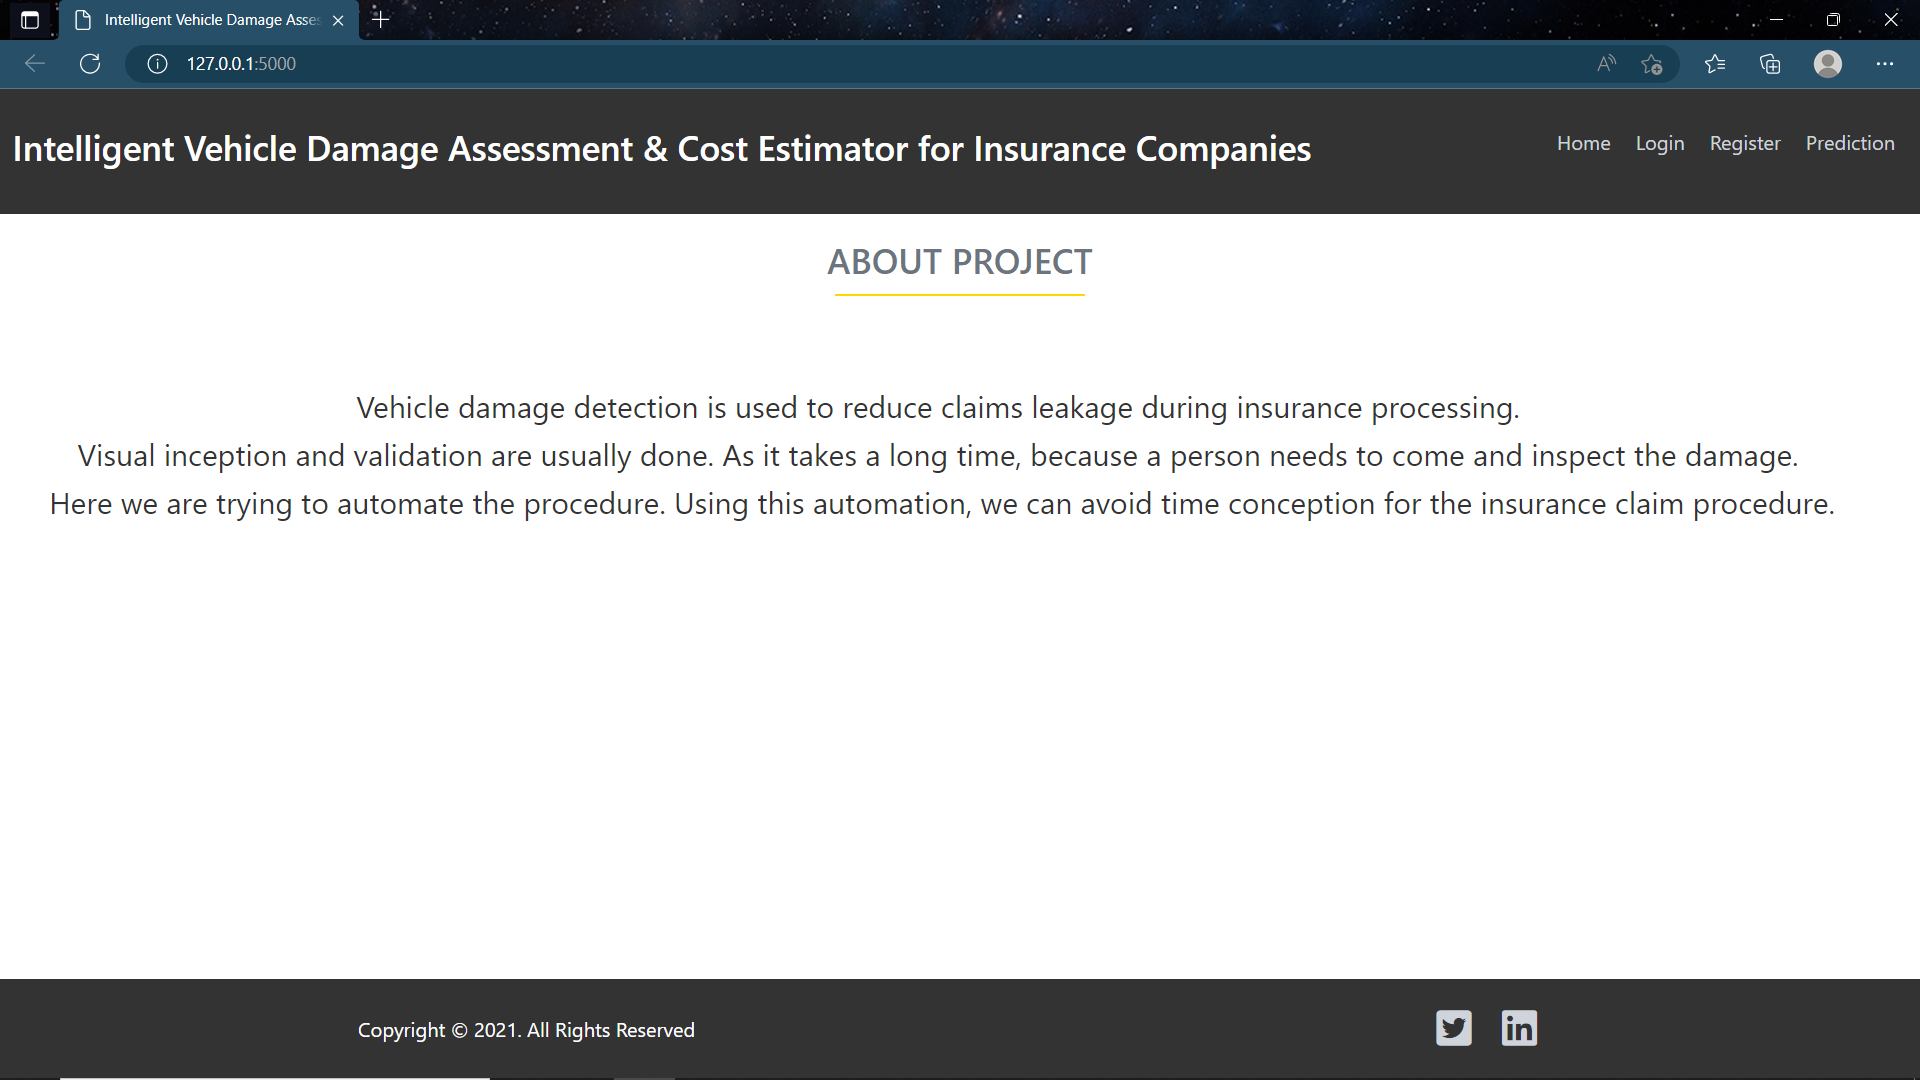 Intelligent Vehicle Damage Asses
127.0.0.1:5000
Intelligent Vehicle Damage Assessment & Cost Estimator for Insurance Companies
Home Login Register Prediction
ABOUT PROJECT
Vehicle damage detection is used to reduce claims leakage during insurance processing.
Visual inception and validation are usually done. As it takes a long time, because a person needs to come and inspect the damage.
Here we are trying to automate the procedure. Using this automation, we can avoid time conception for the insurance claim procedure.
Copyright © 2021. All Rights Reserved
in